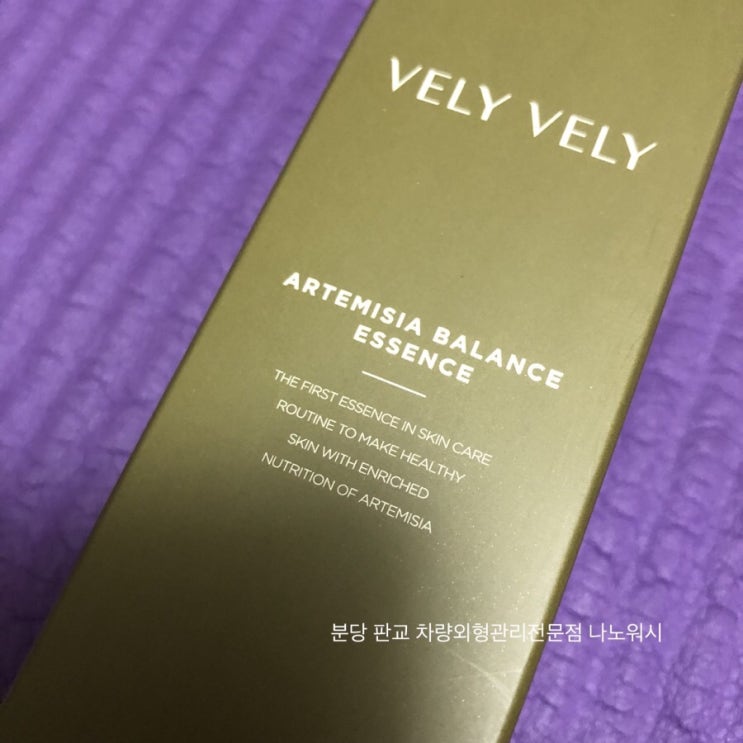 VELY VELY
ARTEMISIA BALANCE
ESSENCE
THE FIRST ESSENCE IN SKIN CARE
ROUTINE TO MAKE HEALTHY
SKIN WITH ENRICHED
NUTRITION OF ARTEMISIA
분당 판교 차량외형관리전문점 나노워시